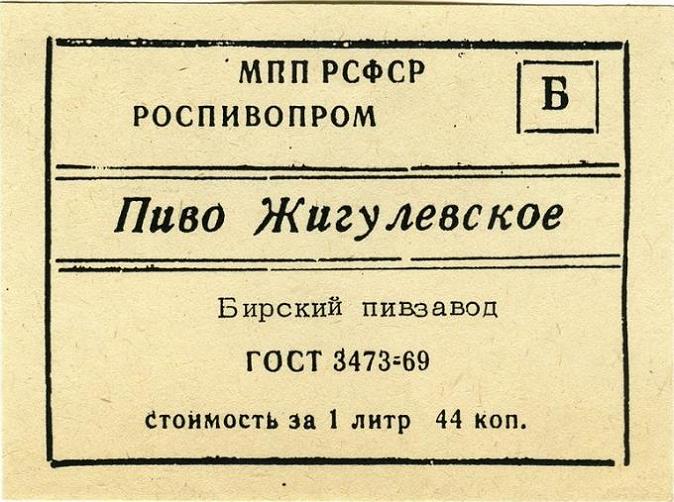 МПП РСФСР
РОСПИВОПРОМ
Б
Пиво Жигулевское
Бирский пивзавод
ГОСТ 3473-69
стоимость за 1 литр 44 коп.